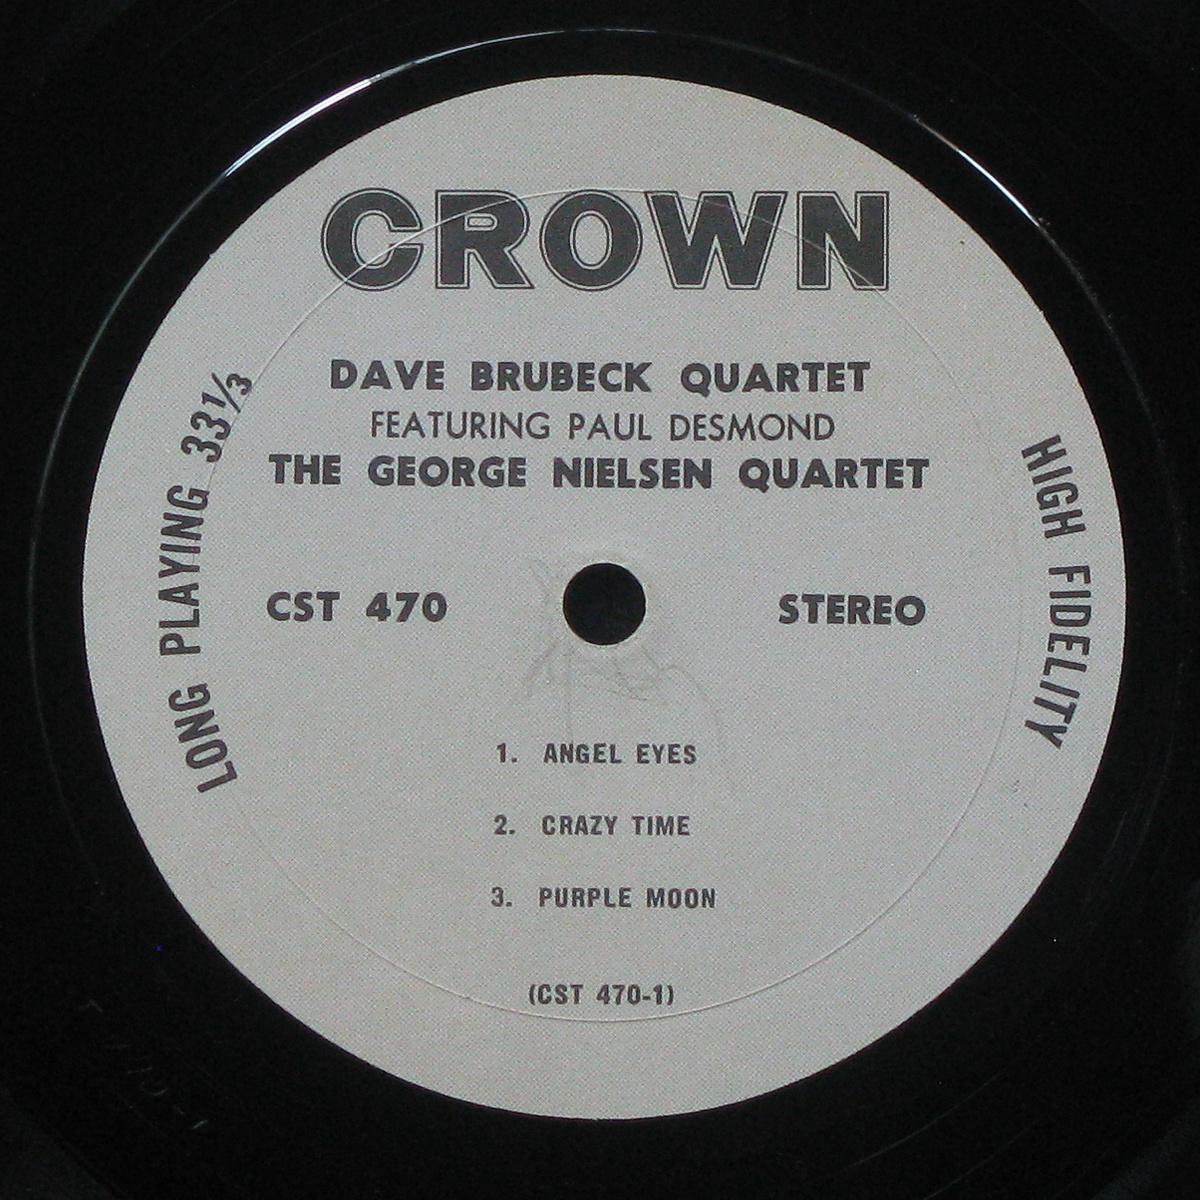 CROWN
DAVE BRUBECK QUARTET
FEATURING PAUL DESMOND
THE GEORGE NIELSEN QUARTET
LONG PLAYING 33⅓
HIGH FIDELITY
CST 470
STEREO
1. ANGEL EYES
2. CRAZY TIME
3. PURPLE MOON
(CST 470-1)